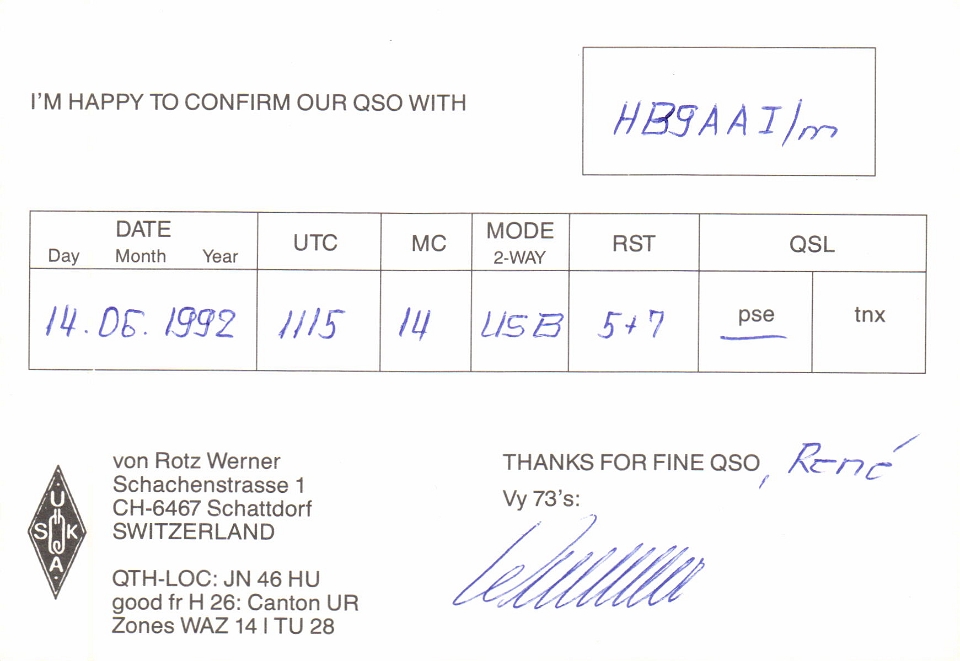 I'M HAPPY TO CONFIRM OUR QSO WITH
HB9AAI/m
DATE UTC MC MODE RST QSL
Day Month Year 2-WAY
14. 06. 1992 1115 14 USB 5+7 pse tnx
von Rotz Werner
Schachenstrasse 1
CH-6467 Schattdorf
SWITZERLAND
USKA
QTH-LOC: JN 46 HU
good fr H 26: Canton UR
Zones WAZ 14 I TU 28
THANKS FOR FINE QSO, René
Vy 73's: